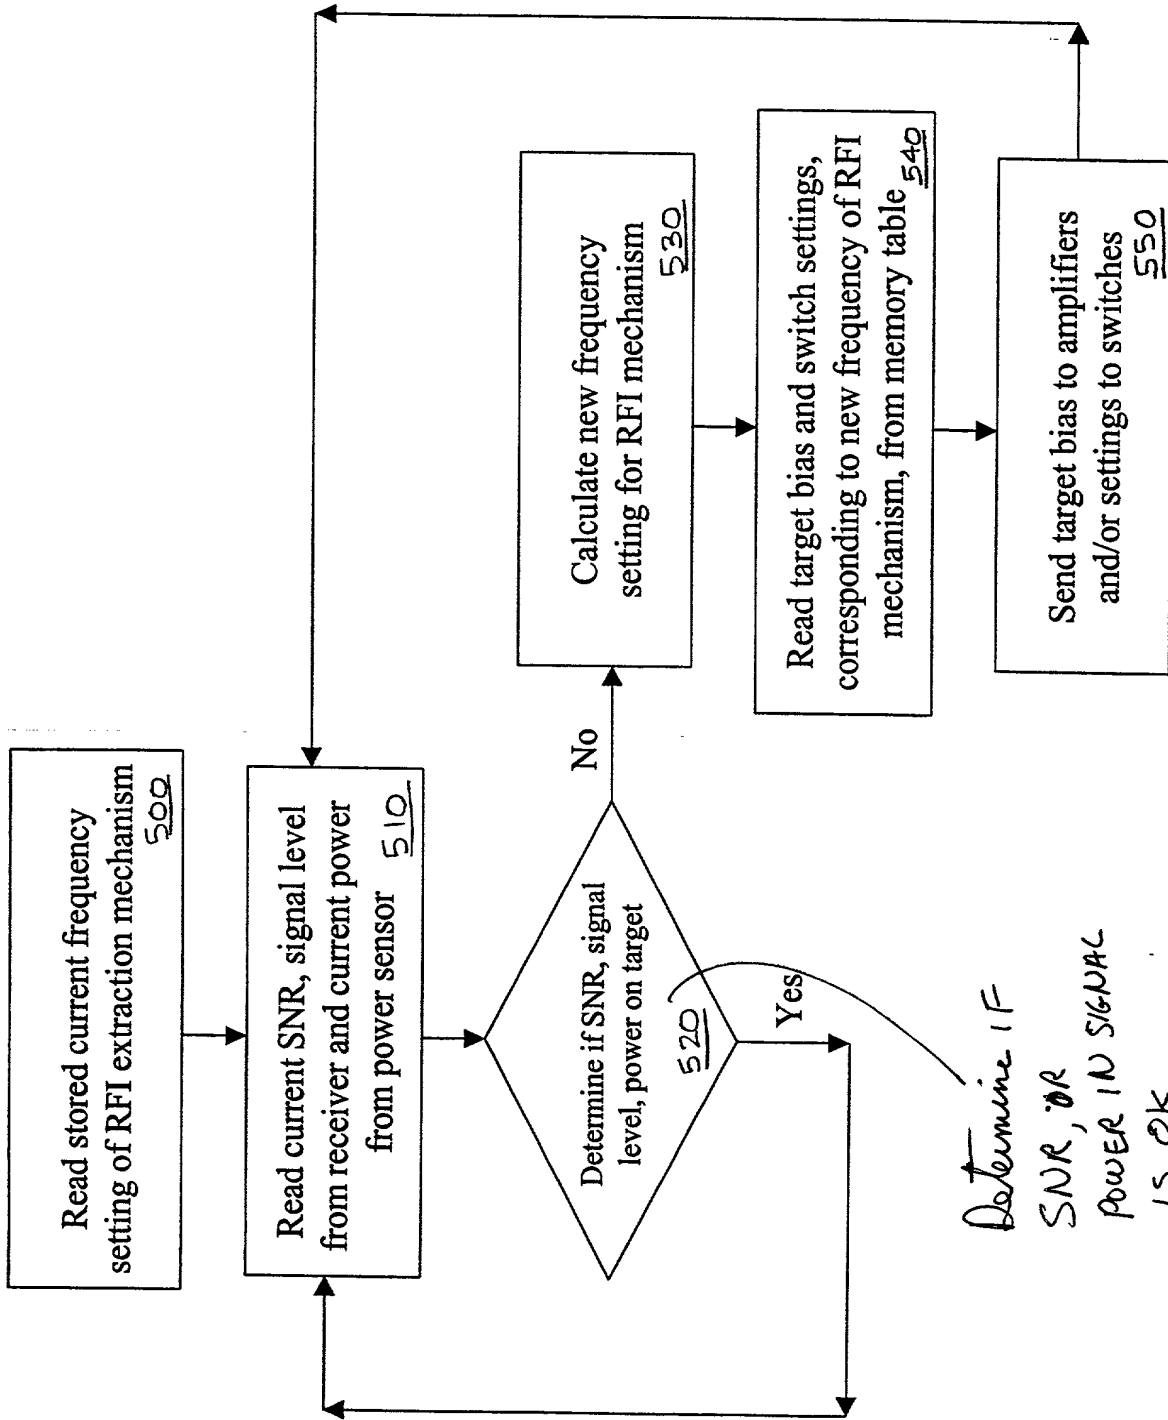 Read stored current frequency
setting of RFI extraction mechanism
500
Read current SNR, signal level
from receiver and current power
from power sensor 510
Determine if SNR, signal
level, power on target
520
No
Yes
Calculate new frequency
setting for RFI mechanism
530
Read target bias and switch settings,
corresponding to new frequency of RFI
mechanism, from memory table 540
Send target bias to amplifiers
and/or settings to switches
550
Determine IF
SNR, OR
POWER IN SIGNAL
IS OK